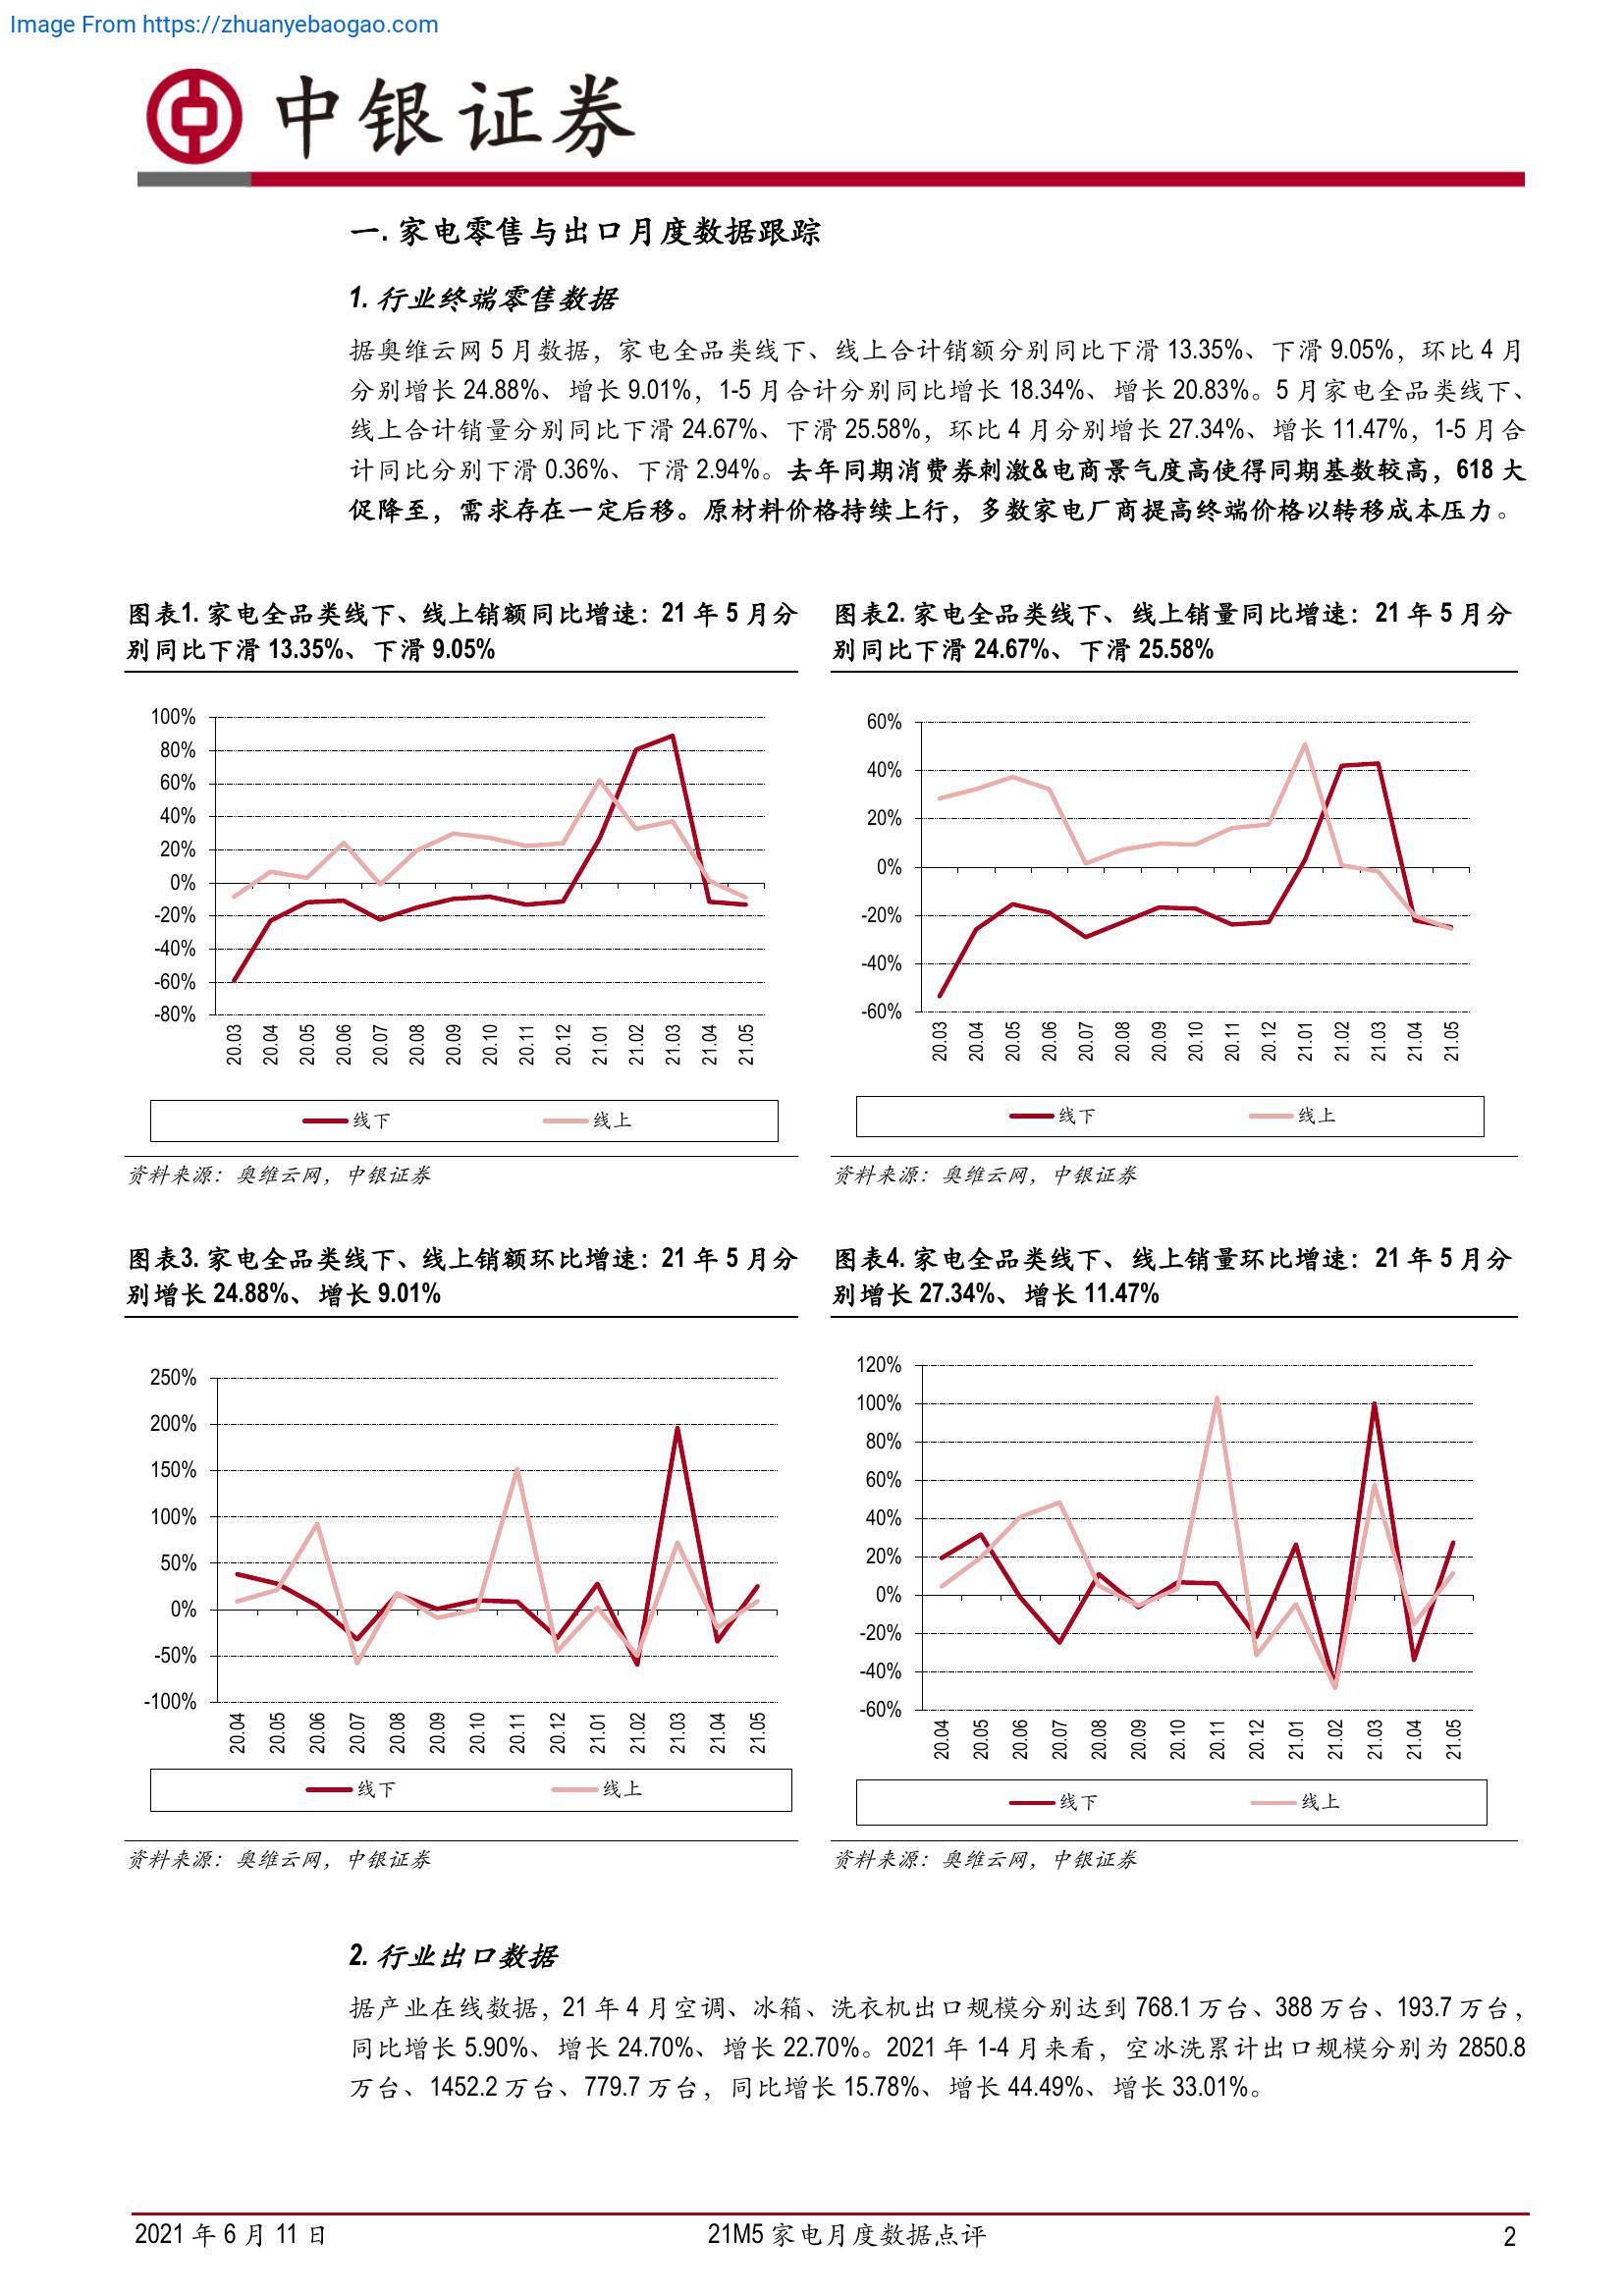 Image From https://zhuanyebaogao.com
中银证券
一. 家电零售与出口月度数据跟踪
1. 行业终端零售数据
据奥维云网 5 月数据，家电全品类线下、线上合计销额分别同比下滑 13.35%、下滑 9.05%，环比 4 月
分别增长 24.88%、增长 9.01%，1-5 月合计分别同比增长 18.34%、增长 20.83%。5 月家电全品类线下、
线上合计销量分别同比下滑 24.67%、下滑 25.58%，环比 4 月分别增长 27.34%、增长 11.47%，1-5 月合
计同比分别下滑 0.36%、下滑 2.94%。去年同期消费券刺激&电商景气度高使得同期基数较高，618 大
促降至，需求存在一定后移。原材料价格持续上行，多数家电厂商提高终端价格以转移成本压力。
图表1. 家电全品类线下、线上销额同比增速：21 年 5 月分
别同比下滑 13.35%、下滑 9.05%
100%
80%
60%
40%
20%
0%
-20%
-40%
-60%
-80%
20.03 20.04 20.05 20.06 20.07 20.08 20.09 20.10 20.11 20.12 21.01 21.02 21.03 21.04 21.05
线下 线上
资料来源：奥维云网，中银证券
图表2. 家电全品类线下、线上销量同比增速：21 年 5 月分
别同比下滑 24.67%、下滑 25.58%
60%
40%
20%
0%
-20%
-40%
-60%
20.03 20.04 20.05 20.06 20.07 20.08 20.09 20.10 20.11 20.12 21.01 21.02 21.03 21.04 21.05
线下 线上
资料来源：奥维云网，中银证券
图表3. 家电全品类线下、线上销额环比增速：21 年 5 月分
别增长 24.88%、增长 9.01%
250%
200%
150%
100%
50%
0%
-50%
-100%
20.04 20.05 20.06 20.07 20.08 20.09 20.10 20.11 20.12 21.01 21.02 21.03 21.04 21.05
线下 线上
资料来源：奥维云网，中银证券
图表4. 家电全品类线下、线上销量环比增速：21 年 5 月分
别增长 27.34%、增长 11.47%
120%
100%
80%
60%
40%
20%
0%
-20%
-40%
-60%
20.04 20.05 20.06 20.07 20.08 20.09 20.10 20.11 20.12 21.01 21.02 21.03 21.04 21.05
线下 线上
资料来源：奥维云网，中银证券
2. 行业出口数据
据产业在线数据，21 年 4 月空调、冰箱、洗衣机出口规模分别达到 768.1 万台、388 万台、193.7 万台，
同比增长 5.90%、增长 24.70%、增长 22.70%。2021 年 1-4 月来看，空冰洗累计出口规模分别为 2850.8
万台、1452.2 万台、779.7 万台，同比增长 15.78%、增长 44.49%、增长 33.01%。
2021 年 6 月 11 日
21M5 家电月度数据点评
2